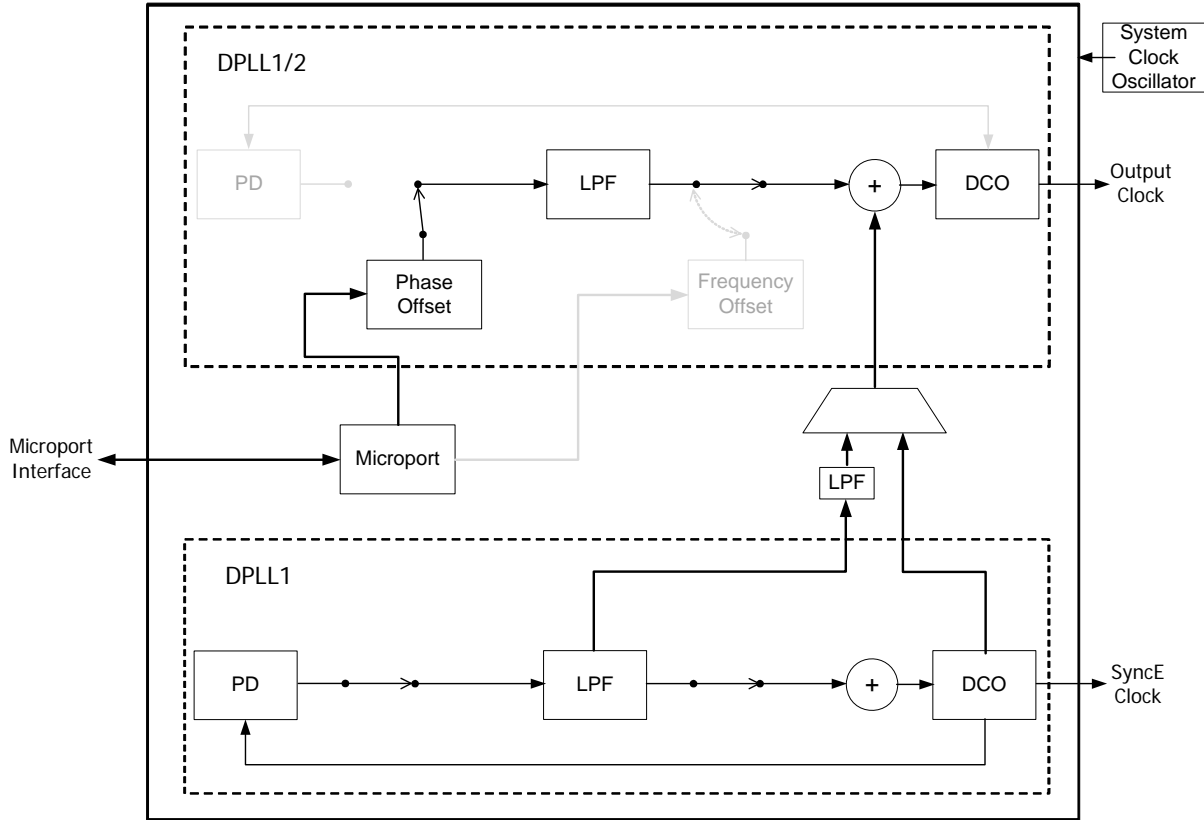 System
Clock
Oscillator
DPLL1/2
PD
LPF
+
DCO
Output
Clock
Phase
Offset
Frequency
Offset
Microport
Interface
Microport
LPF
DPLL1
PD
LPF
+
DCO
SyncE
Clock